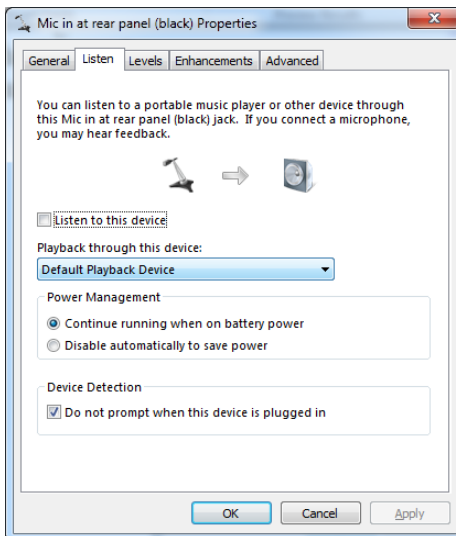 Mic in at rear panel (black) Properties
General Listen Levels Enhancements Advanced
You can listen to a portable music player or other device through
this Mic in at rear panel (black) jack. If you connect a microphone,
you may hear feedback.
Listen to this device
Playback through this device:
Default Playback Device
Power Management
Continue running when on battery power
Disable automatically to save power
Device Detection
Do not prompt when this device is plugged in
OK Cancel Apply